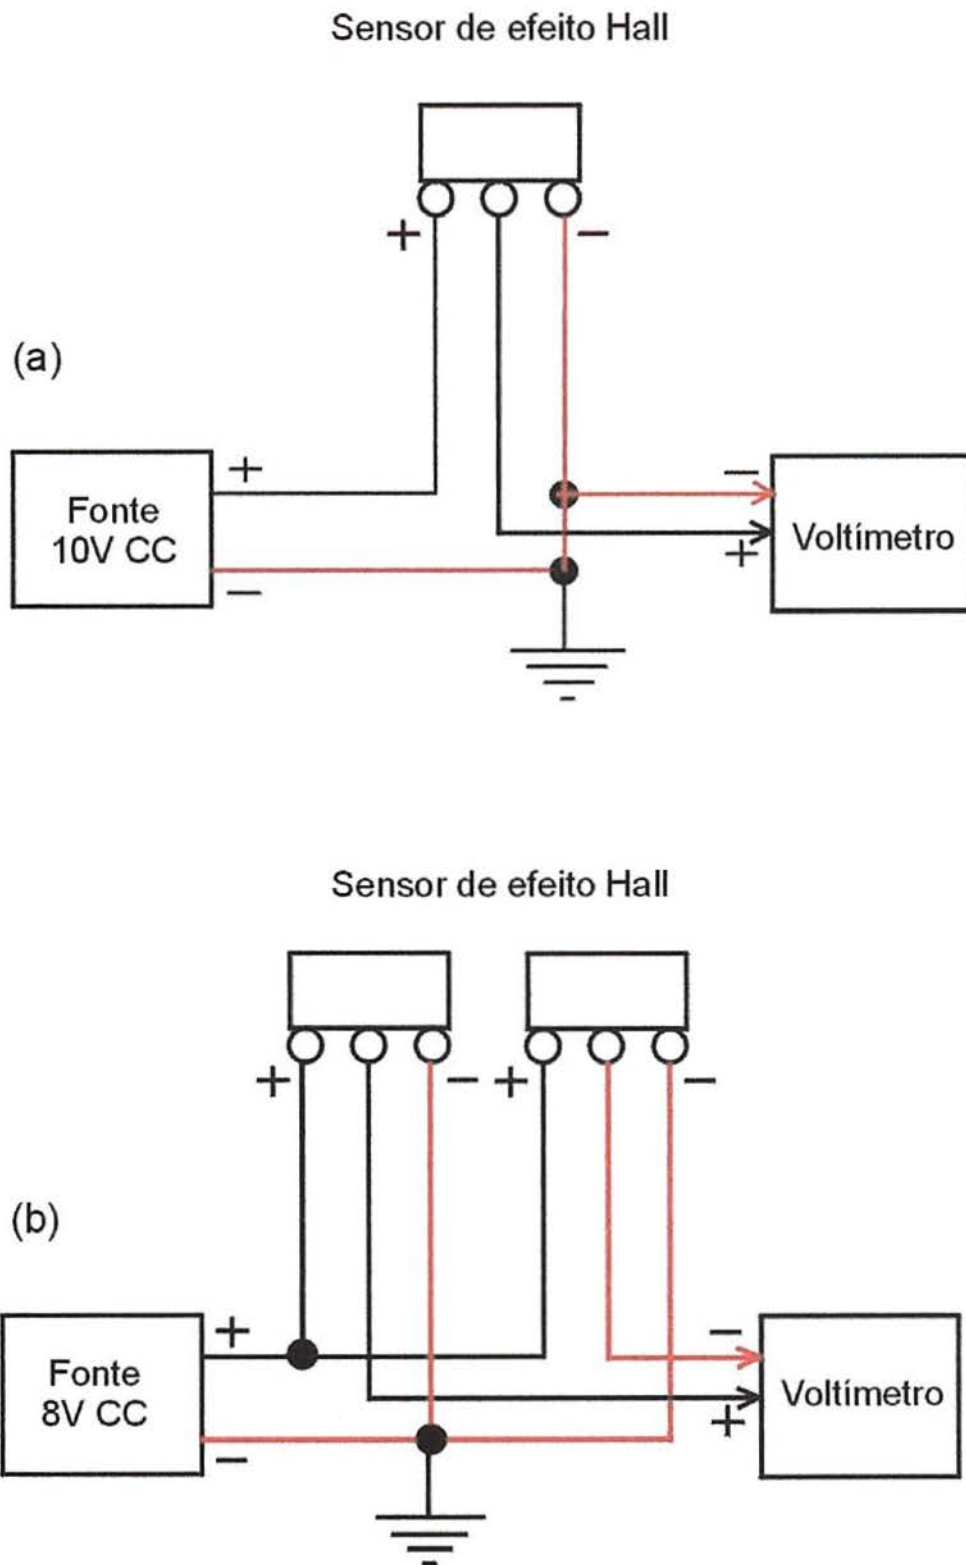 Sensor de efeito Hall
+ −
(a)
+
Fonte
10V CC
−
−
Voltímetro
+
Sensor de efeito Hall
+ − + −
(b)
+
Fonte
8V CC
−
−
Voltímetro
+